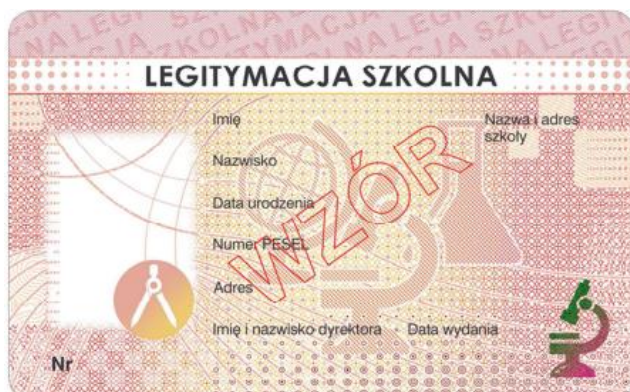 LEGITYMACJA SZKOLNA
Imię
Nazwa i adres
szkoły
Nazwisko
Data urodzenia
Numer PESEL
Adres
Imię i nazwisko dyrektora
Data wydania
Nr
WZÓR